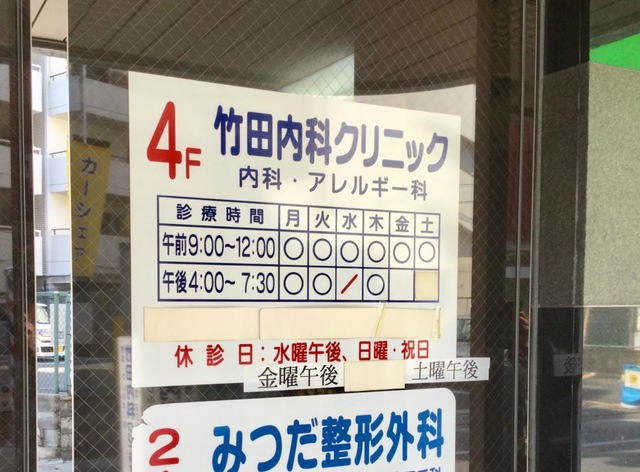 カーシェア
4F 竹田内科クリニック
内科・アレルギー科
診療時間 月 火 水 木 金 土
午前9:00〜12:00 ○ ○ ○ ○ ○ ○
午後4:00〜7:30 ○ ○ / ○
休診日：水曜午後、日曜・祝日
金曜午後 土曜午後
2
みつだ整形外科